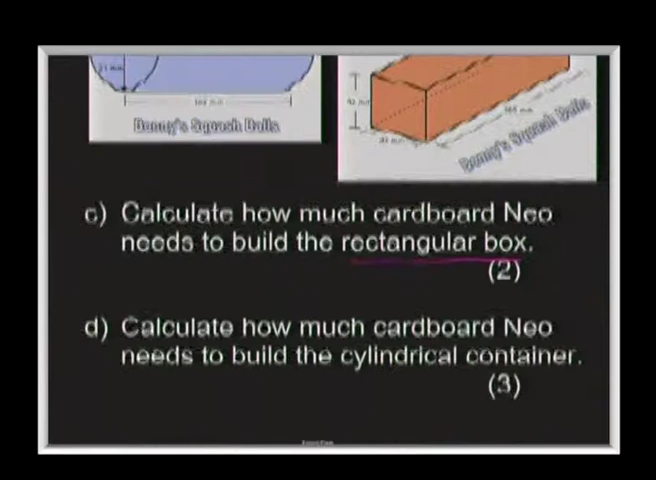 Bonny's Squash Balls
Bonny's Squash Balls
c) Calculate how much cardboard Neo
needs to build the rectangular box.
(2)
d) Calculate how much cardboard Neo
needs to build the cylindrical container.
(3)